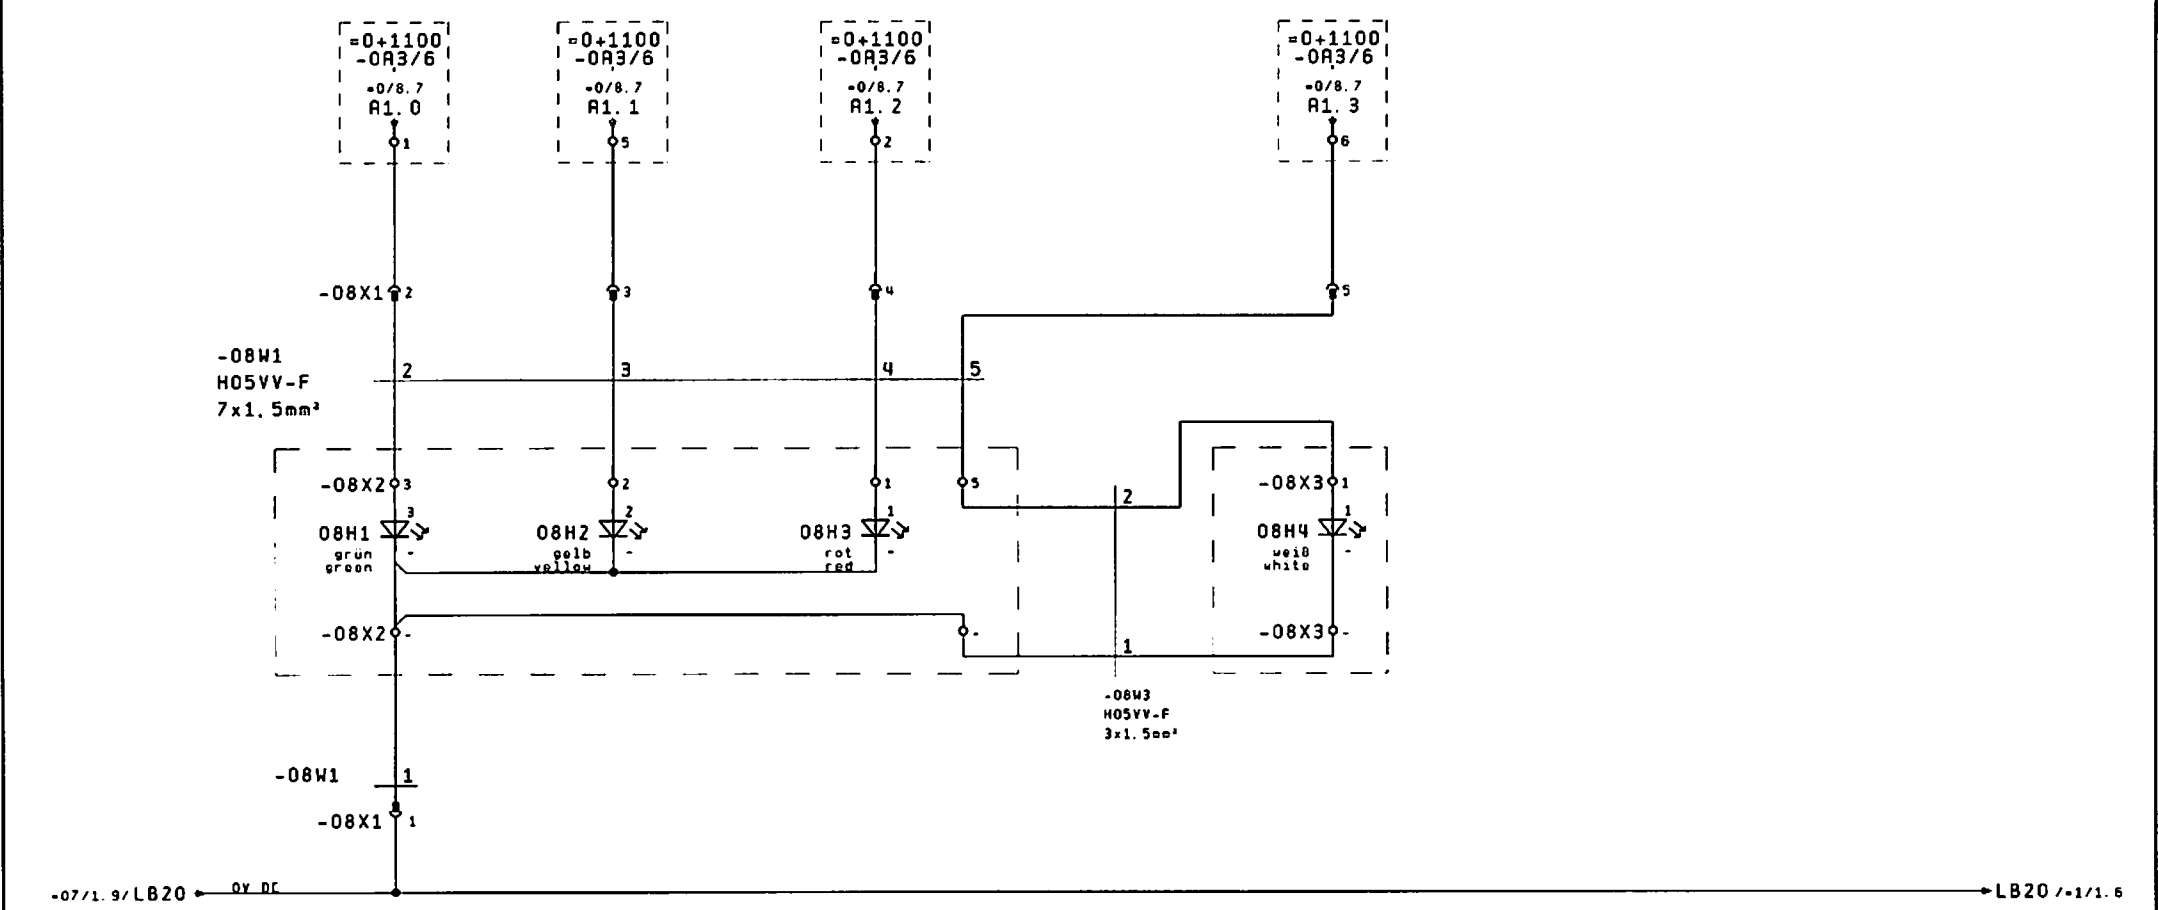 =0+1100
-0A3/6
-0/8.7
A1.0
1
=0+1100
-0A3/6
-0/8.7
A1.1
5
=0+1100
-0A3/6
-0/8.7
A1.2
2
=0+1100
-0A3/6
-0/8.7
A1.3
6
-08X1 2
3
4
5
-08W1
H05VV-F
7x1.5mm²
2
3
4
5
-08X2 3
2
1
5
2
-08X3 1
3
08H1
grün
green
-
2
08H2
gelb
yellow
-
1
08H3
rot
red
-
1
08H4
weiß
white
-
-08X2 -
-
1
-08X3 -
-08W3
H05VV-F
3x1.5mm²
-08W1 1
-08X1 1
-07/1.9/LB20
0V DC
LB20/-1/1.6